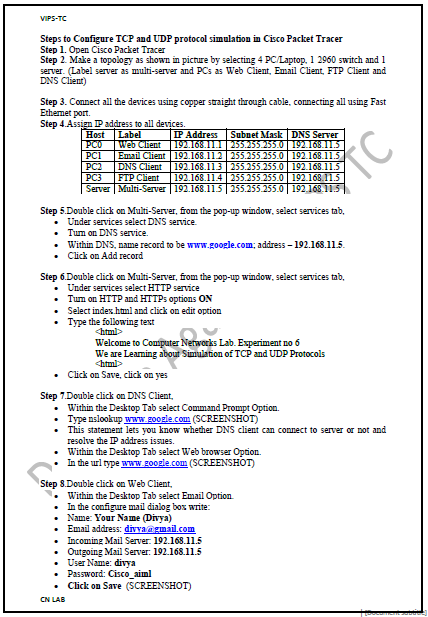 VIPS-TC
Steps to Configure TCP and UDP protocol simulation in Cisco Packet Tracer
Step 1. Open Cisco Packet Tracer
Step 2. Make a topology as shown in picture by selecting 4 PC/Laptop, 1 2960 switch and 1
server. (Label server as multi-server and PCs as Web Client, Email Client, FTP Client and
DNS Client)
Step 3. Connect all the devices using copper straight through cable, connecting all using Fast
Ethernet port.
Step 4.Assign IP address to all devices.
Host Label IP Address Subnet Mask DNS Server
PC0 Web Client 192.168.11.1 255.255.255.0 192.168.11.5
PC1 Email Client 192.168.11.2 255.255.255.0 192.168.11.5
PC2 DNS Client 192.168.11.3 255.255.255.0 192.168.11.5
PC3 FTP Client 192.168.11.4 255.255.255.0 192.168.11.5
Server Multi-Server 192.168.11.5 255.255.255.0 192.168.11.5
Step 5.Double click on Multi-Server, from the pop-up window, select services tab,
• Under services select DNS service.
• Turn on DNS service.
• Within DNS, name record to be www.google.com; address – 192.168.11.5.
• Click on Add record
Step 6.Double click on Multi-Server, from the pop-up window, select services tab,
• Under services select HTTP service
• Turn on HTTP and HTTPs options ON
• Select index.html and click on edit option
• Type the following text
<html>
Welcome to Computer Networks Lab. Experiment no 6
We are Learning about Simulation of TCP and UDP Protocols
<html>
• Click on Save, click on yes
Step 7.Double click on DNS Client,
• Within the Desktop Tab select Command Prompt Option.
• Type nslookup www.google.com (SCREENSHOT)
• This statement lets you know whether DNS client can connect to server or not and
resolve the IP address issues.
• Within the Desktop Tab select Web browser Option.
• In the url type www.google.com (SCREENSHOT)
Step 8.Double click on Web Client,
• Within the Desktop Tab select Email Option.
• In the configure mail dialog box write:
• Name: Your Name (Divya)
• Email address: divya@gmail.com
• Incoming Mail Server: 192.168.11.5
• Outgoing Mail Server: 192.168.11.5
• User Name: divya
• Password: Cisco_aiml
• Click on Save (SCREENSHOT)
CN LAB
[Document subtitle]